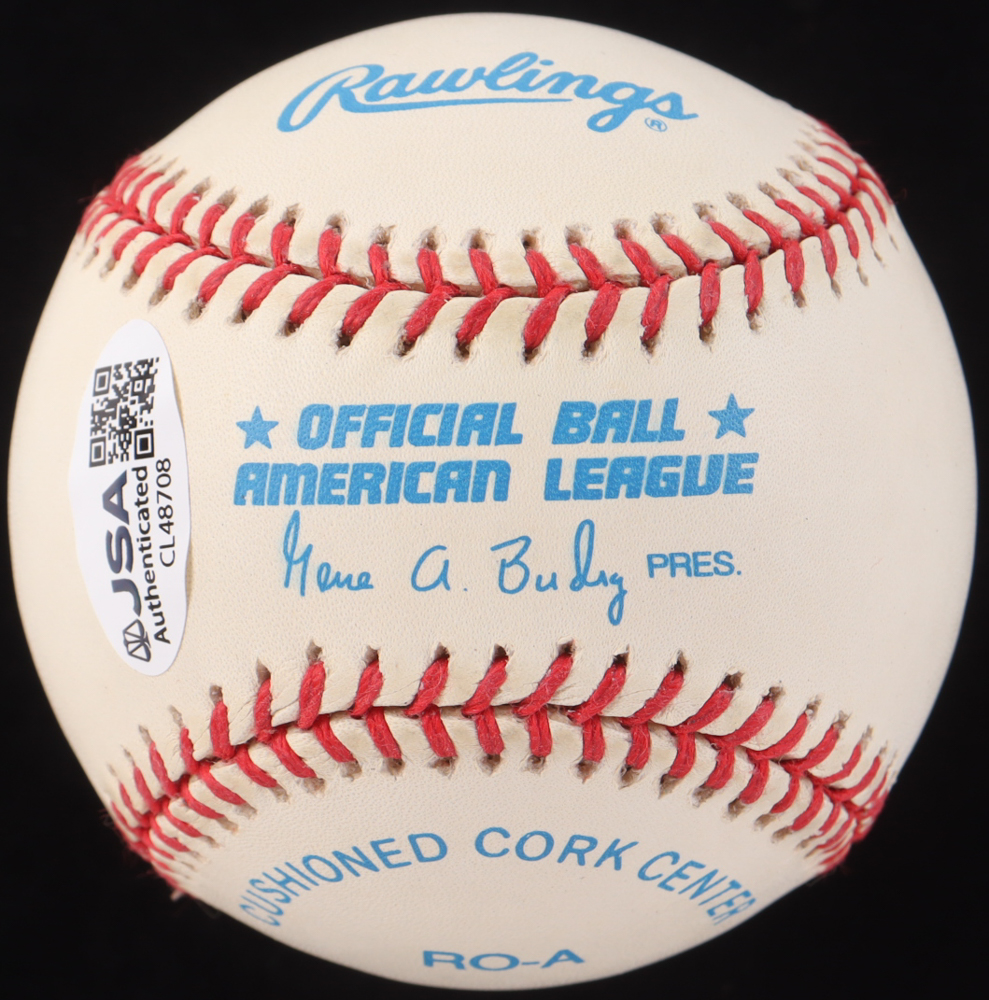 Rawlings®
★ OFFICIAL BALL ★
AMERICAN LEAGUE
Gene A. Budig PRES.
CUSHIONED CORK CENTER
RO-A
JSA
Authenticated
CL48708